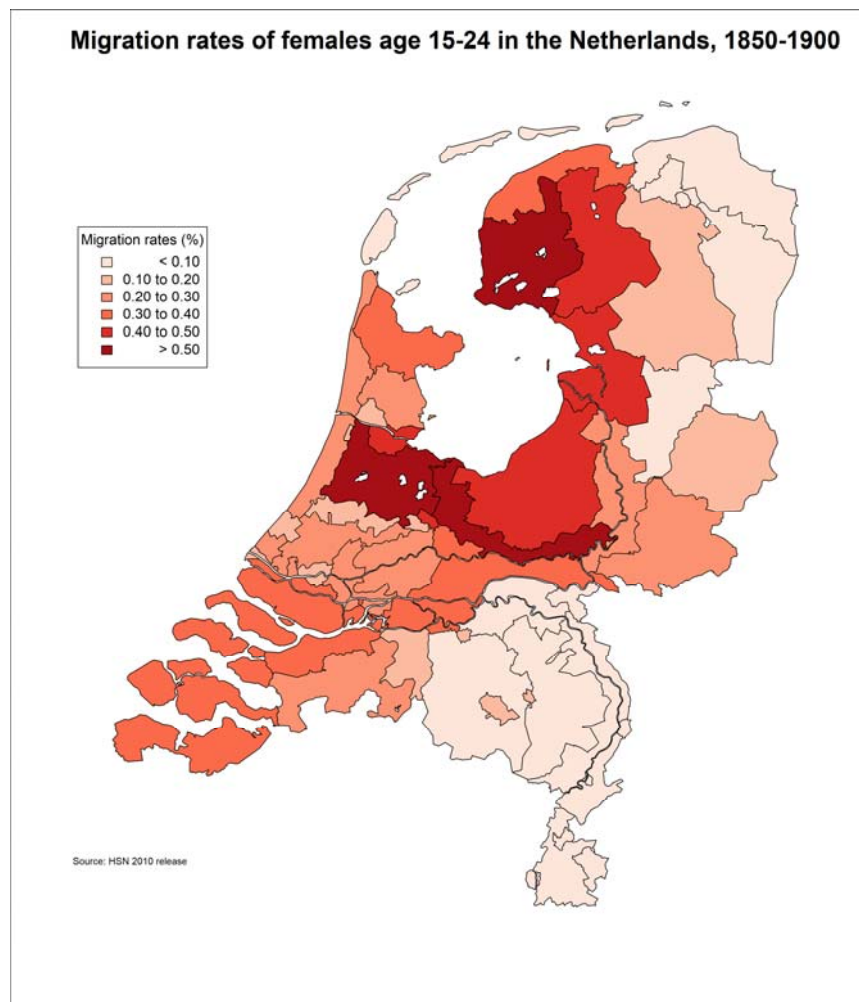 Migration rates of females age 15-24 in the Netherlands, 1850-1900
Migration rates (%)
< 0.10
0.10 to 0.20
0.20 to 0.30
0.30 to 0.40
0.40 to 0.50
> 0.50
Source: HSN 2010 release